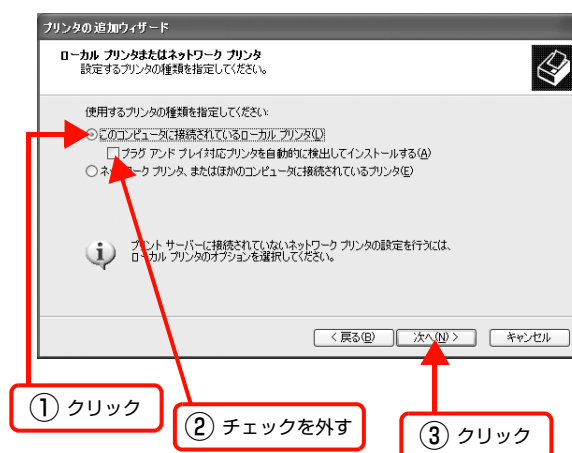 プリンタの追加ウィザード
ローカル プリンタまたはネットワーク プリンタ
設定するプリンタの種類を指定してください。
使用するプリンタの種類を指定してください:
このコンピュータに接続されているローカル プリンタ(L)
プラグ アンド プレイ対応プリンタを自動的に検出してインストールする(A)
ネットワーク プリンタ、またはほかのコンピュータに接続されているプリンタ(E)
プリント サーバーに接続されていないネットワーク プリンタの設定を行うには、
ローカル プリンタのオプションを選択してください。
< 戻る(B) 次へ(N) > キャンセル
① クリック
② チェックを外す
③ クリック